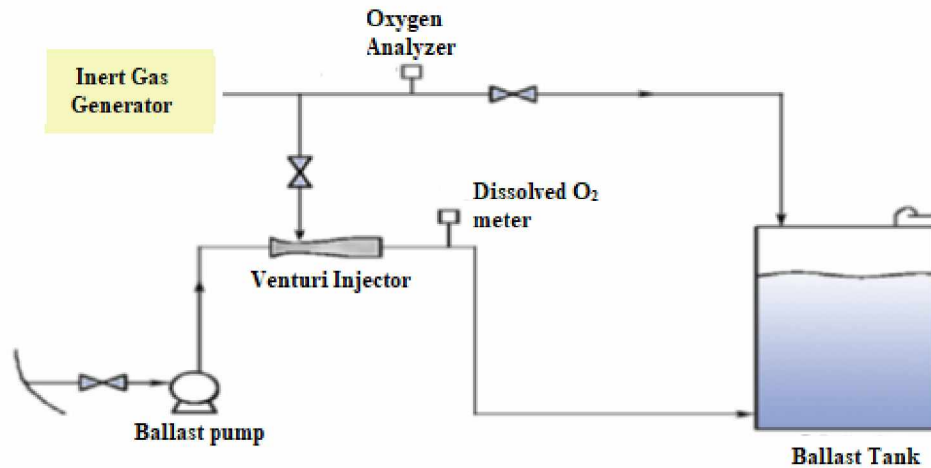 Oxygen
Analyzer
Inert Gas
Generator
Dissolved O₂
meter
Venturi Injector
Ballast pump
Ballast Tank